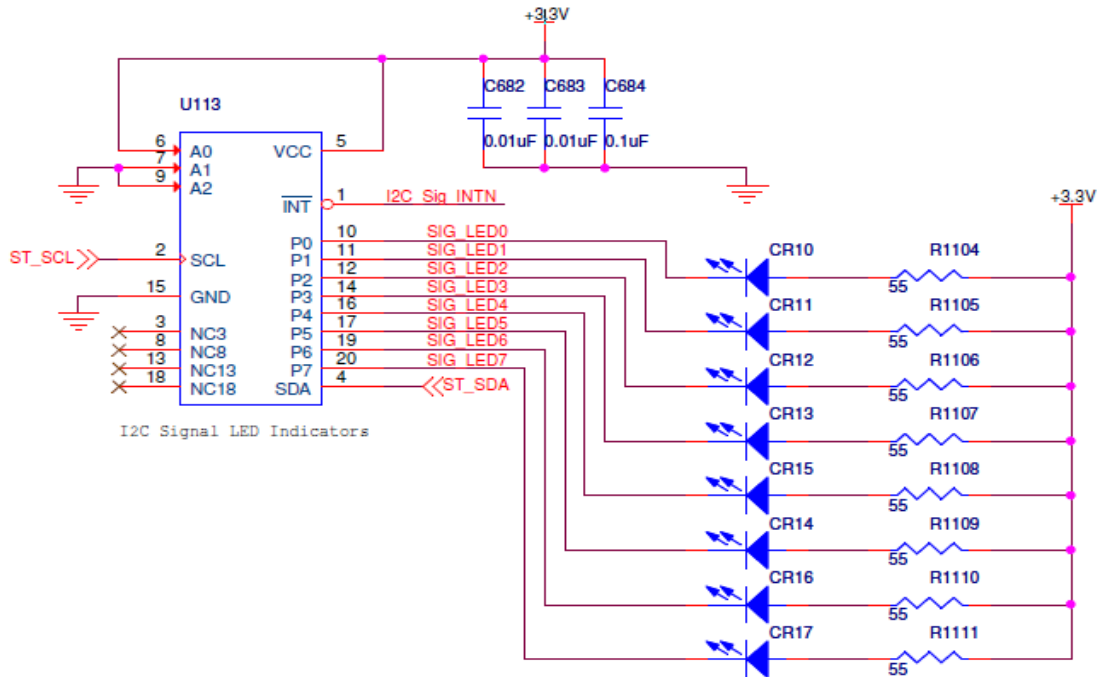 +3.3V
C682 C683 C684
0.01uF 0.01uF 0.1uF
U113
6 A0 VCC 5
7 A1
9 A2
INT 1 I2C_Sig_INTN
+3.3V
P0 10 SIG_LED0
P1 11 SIG_LED1
ST_SCL 2 SCL P2 12 SIG_LED2
15 GND P3 14 SIG_LED3
P4 16 SIG_LED4
3 NC3 P5 17 SIG_LED5
8 NC8 P6 19 SIG_LED6
13 NC13 P7 20 SIG_LED7
18 NC18 SDA 4 ST_SDA
I2C Signal LED Indicators
CR10 55 R1104
CR11 55 R1105
CR12 55 R1106
CR13 55 R1107
CR15 55 R1108
CR14 55 R1109
CR16 55 R1110
CR17 55 R1111